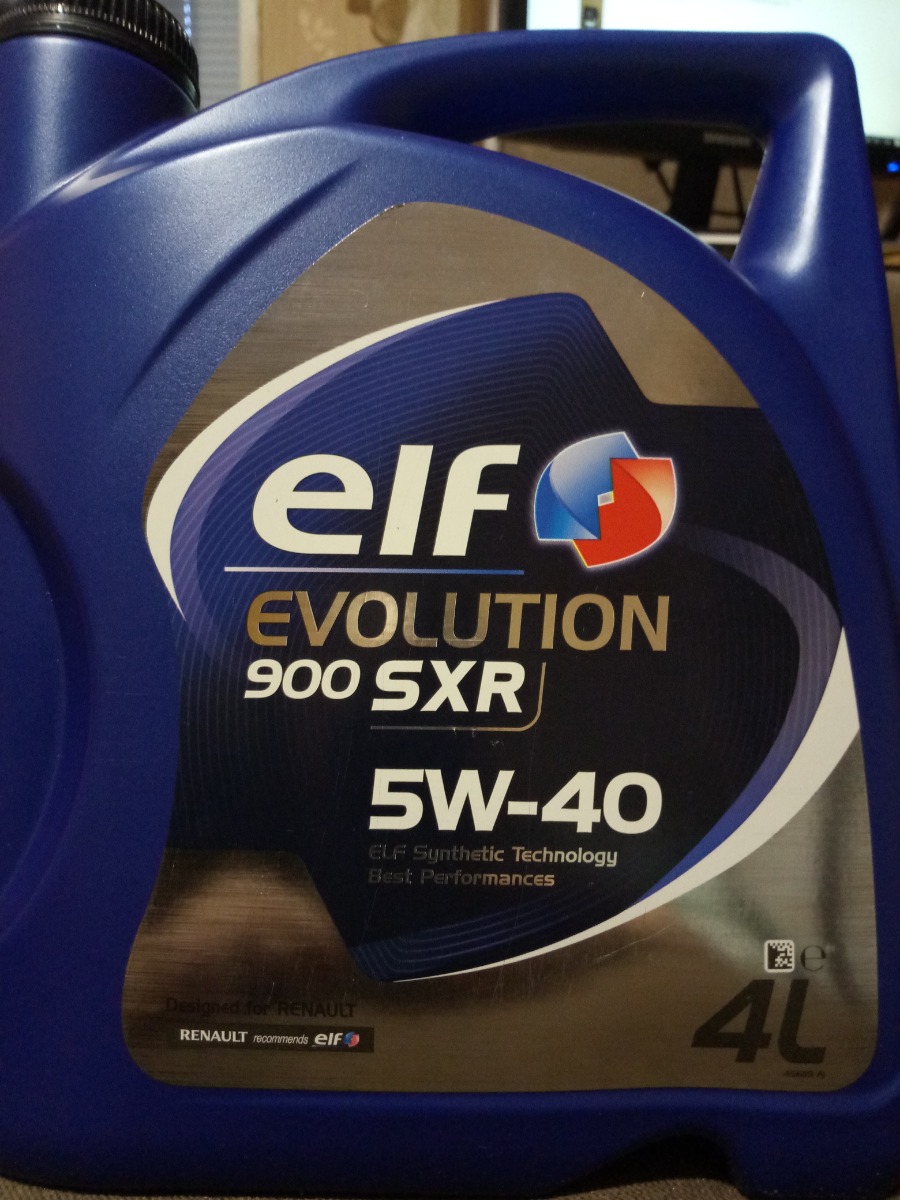 elf
EVOLUTION
900 SXR
5W-40
ELF Synthetic Technology
Best Performances
e
4L
Designed for RENAULT
RENAULT recommends elf